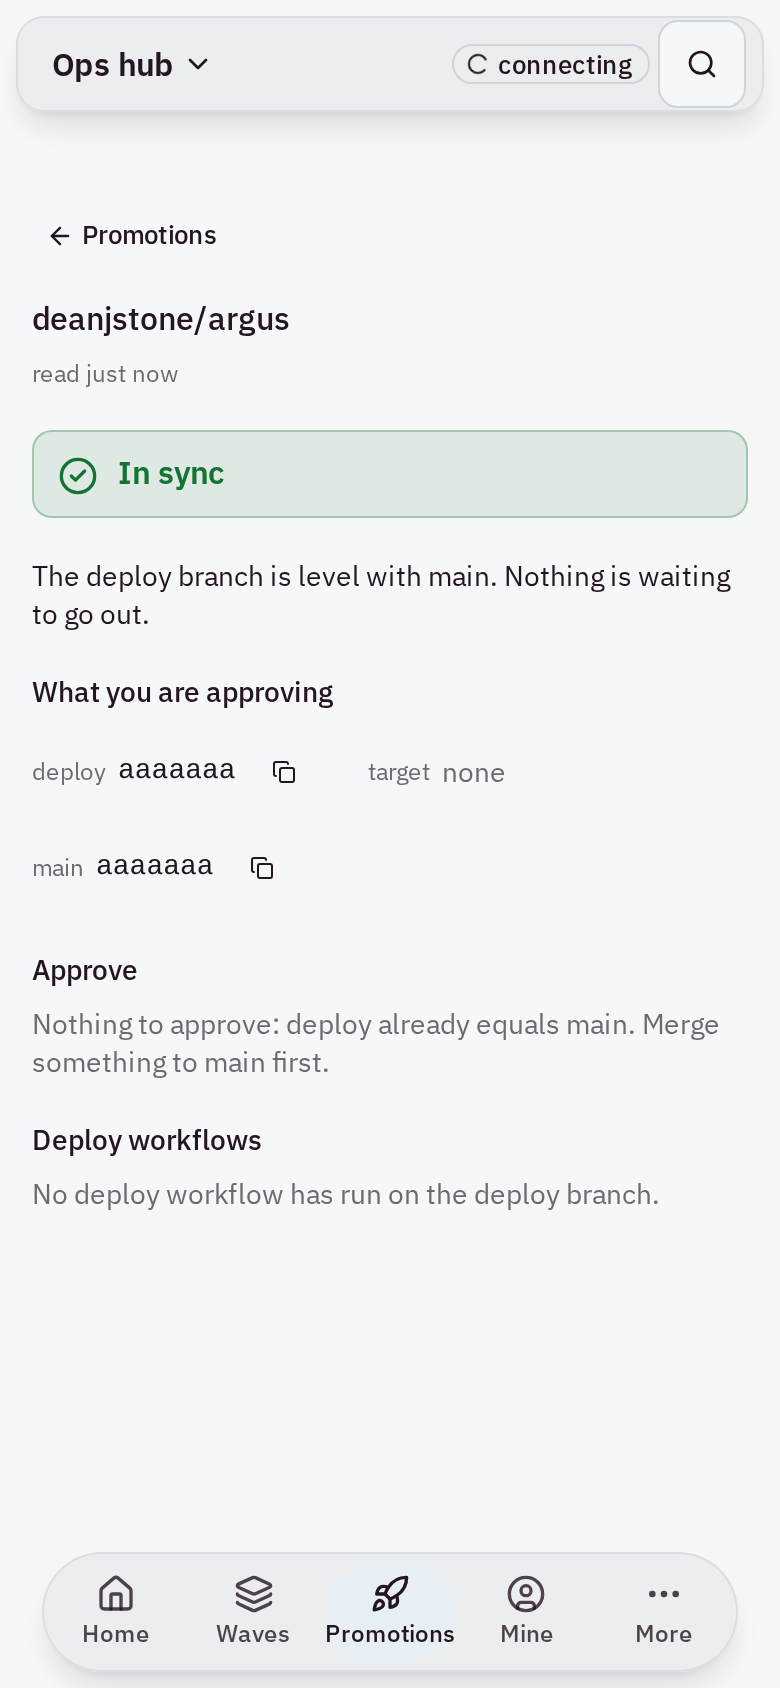 Ops hub
connecting
Promotions
deanjstone/argus
read just now
In sync
The deploy branch is level with main. Nothing is waiting
to go out.
What you are approving
deploy aaaaaaa target none
main aaaaaaa
Approve
Nothing to approve: deploy already equals main. Merge
something to main first.
Deploy workflows
No deploy workflow has run on the deploy branch.
Home Waves Promotions Mine More